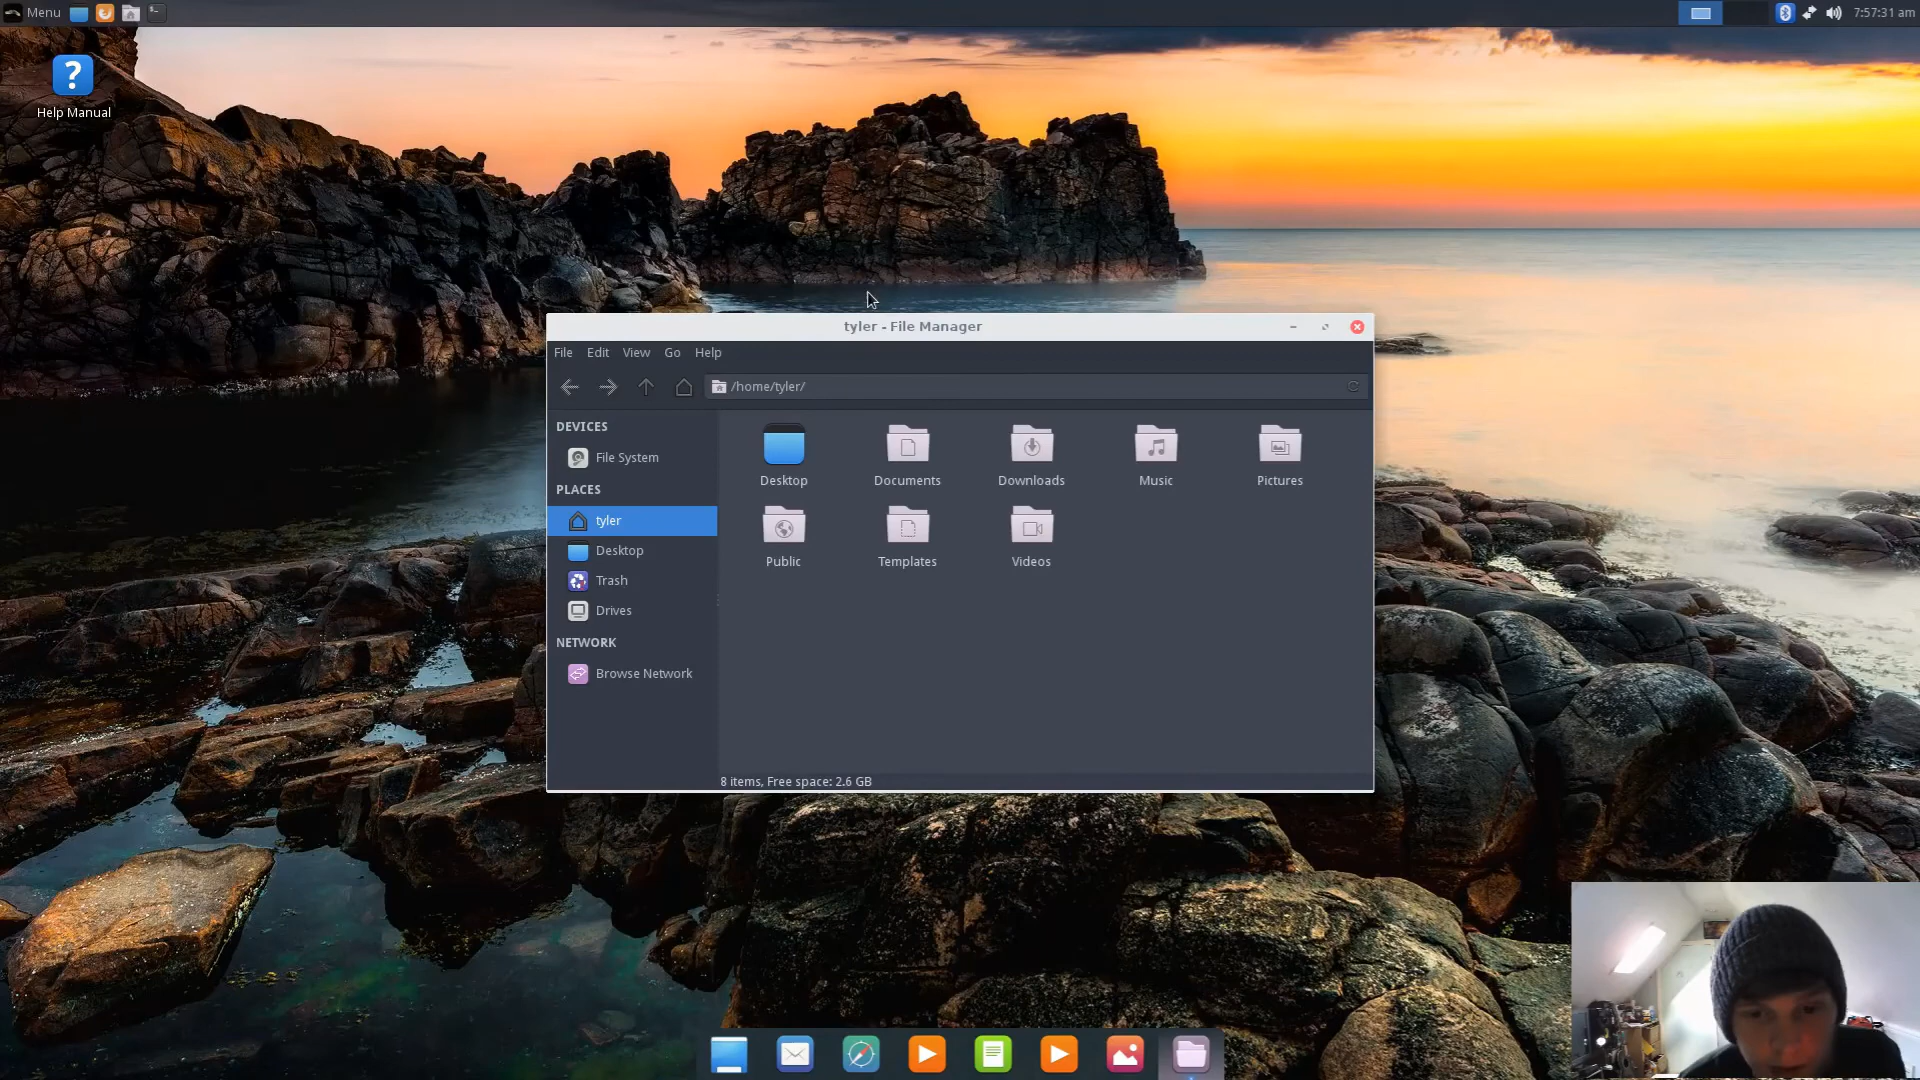 Menu
7:57:31 am
Help Manual
tyler - File Manager
File Edit View Go Help
/home/tyler/
DEVICES
File System
PLACES
tyler
Desktop
Trash
Drives
NETWORK
Browse Network
Desktop Documents Downloads Music Pictures
Public Templates Videos
8 items, Free space: 2.6 GB